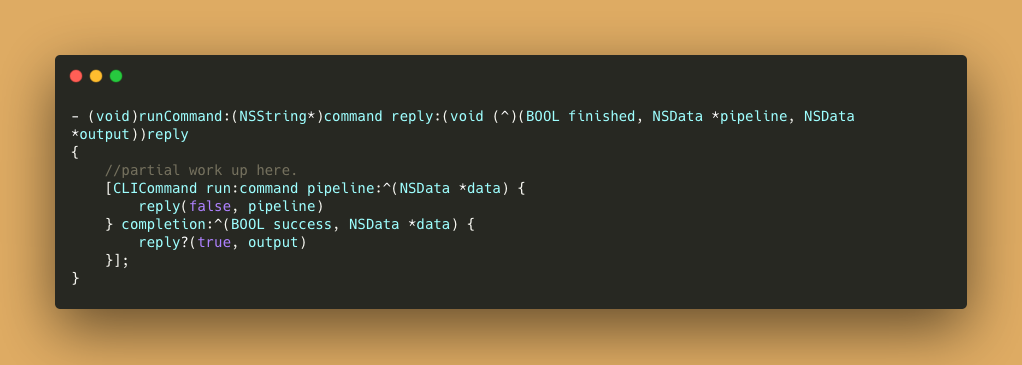 - (void)runCommand:(NSString*)command reply:(void (^)(BOOL finished, NSData *pipeline, NSData
*output))reply
{
    //partial work up here.
    [CLICommand run:command pipeline:^(NSData *data) {
        reply(false, pipeline)
    } completion:^(BOOL success, NSData *data) {
        reply?(true, output)
    }];
}